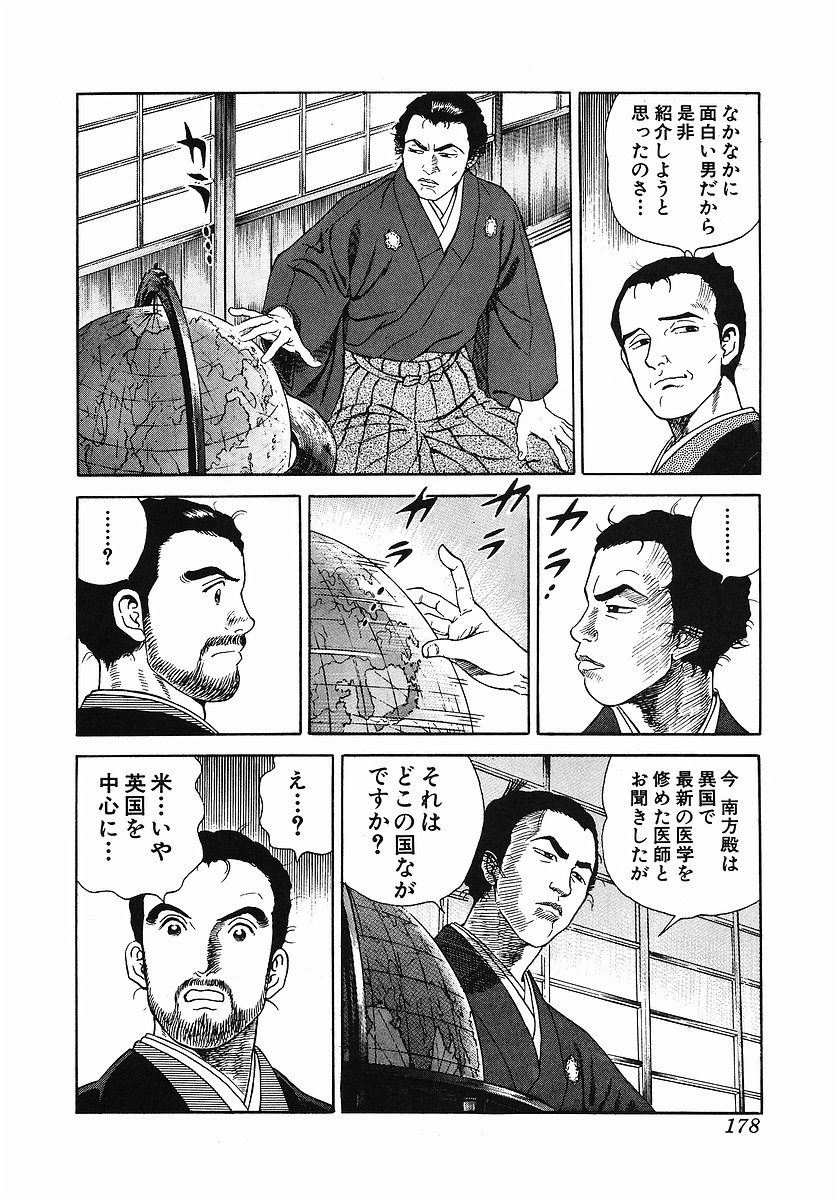 なかなかに
面白い男だから
是非
紹介しようと
思ったのさ…
カラ…
………
カラ…
カラ…
……?
今 南方殿は
異国で
最新の医学を
修めた医師と
お聞きしたが
それは
どこの国なが
ですか?
え…?
米…いや
英国を
中心に…
178